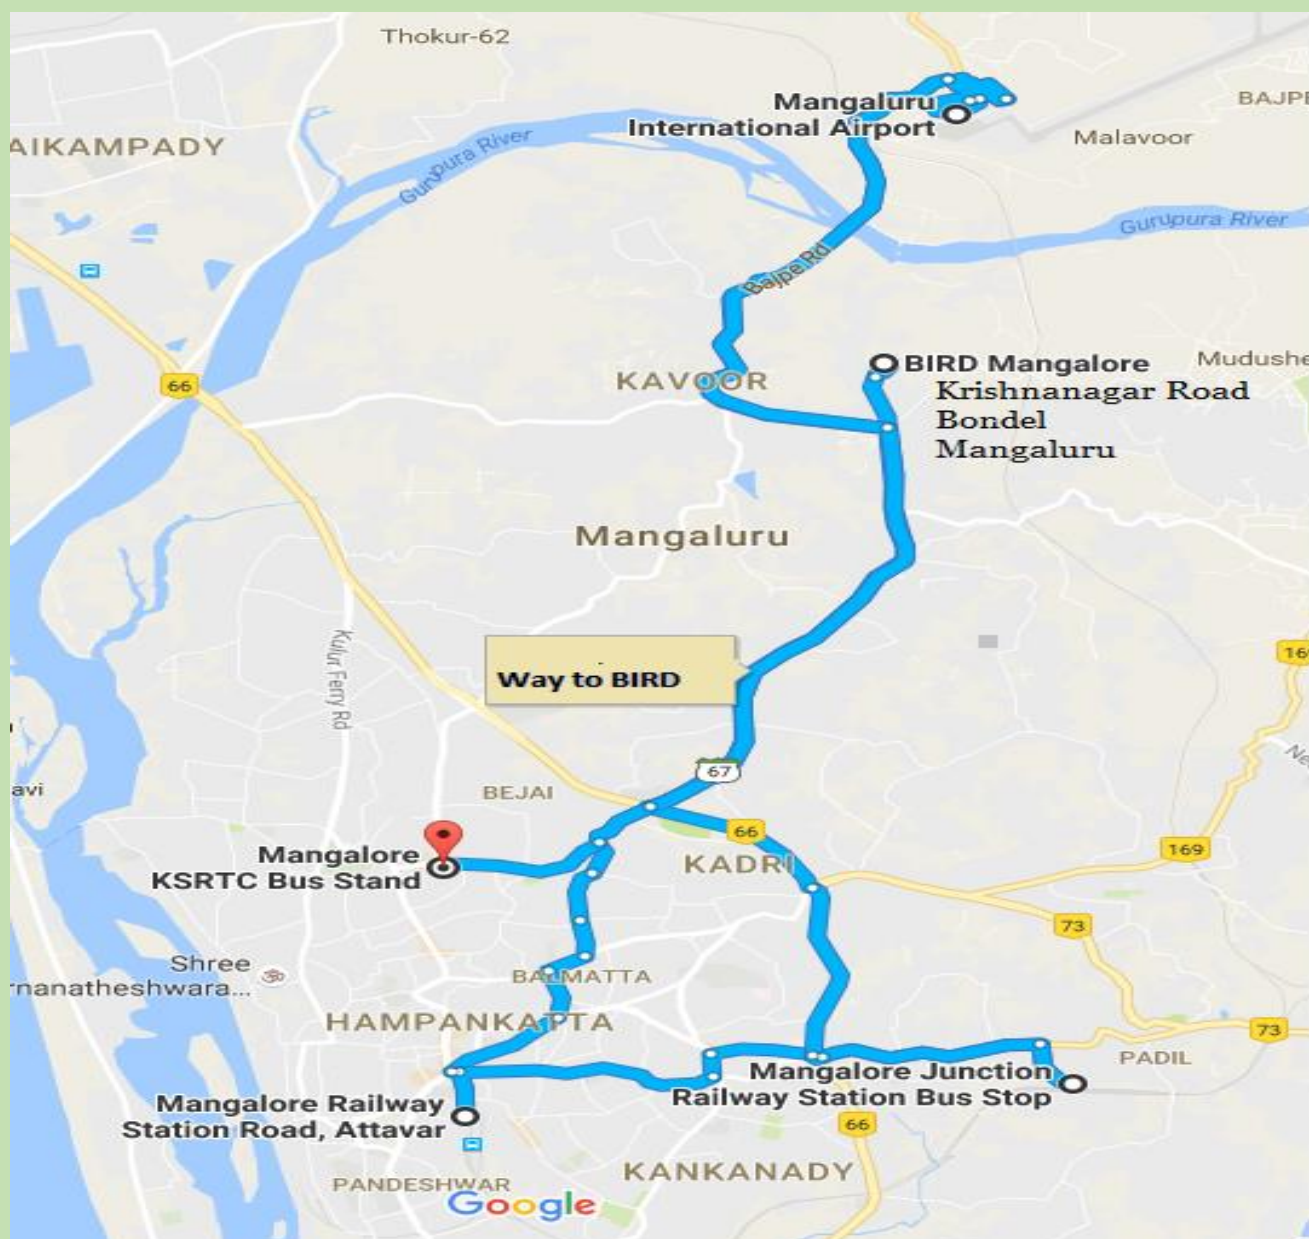 Thokur-62
Mangaluru
International Airport
BAJPE
AIKAMPADY
Malavoor
Gurupura River
Gurupura River
Bajpe Rd
BIRD Mangalore
Krishnanagar Road
Bondel
Mangaluru
Mudushe
KAVOOR
66
Mangaluru
Kulur Ferry Rd
Way to BIRD
169
Ne
67
avi
BEJAI
66
169
Mangalore
KSRTC Bus Stand
KADRI
73
Shree
rnanatheshwara...
BALMATTA
HAMPANKATTA
73
PADIL
Mangalore Junction
Railway Station Bus Stop
Mangalore Railway
Station Road, Attavar
66
KANKANADY
PANDESHWAR
Google